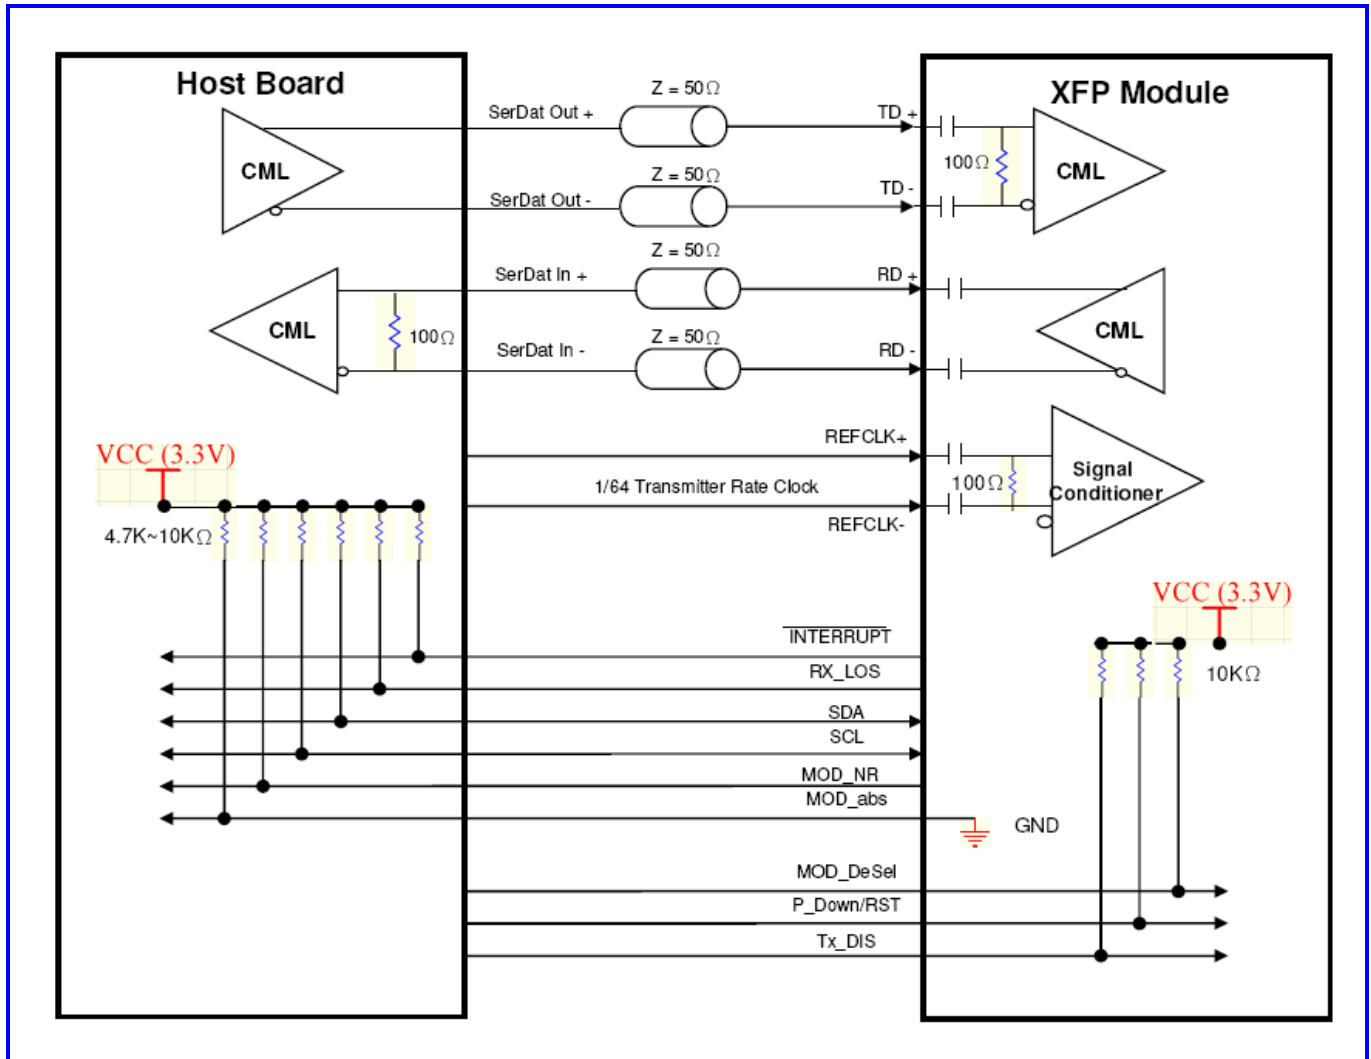 Host Board
XFP Module
Z = 50Ω
SerDat Out +
TD +
CML
100Ω
CML
Z = 50Ω
SerDat Out -
TD -
Z = 50Ω
SerDat In +
RD +
CML
100Ω
CML
Z = 50Ω
SerDat In -
RD -
VCC (3.3V)
4.7K~10KΩ
REFCLK+
1/64 Transmitter Rate Clock
REFCLK-
100Ω
Signal
Conditioner
VCC (3.3V)
10KΩ
INTERRUPT
RX_LOS
SDA
SCL
MOD_NR
MOD_abs
GND
MOD_DeSel
P_Down/RST
Tx_DIS